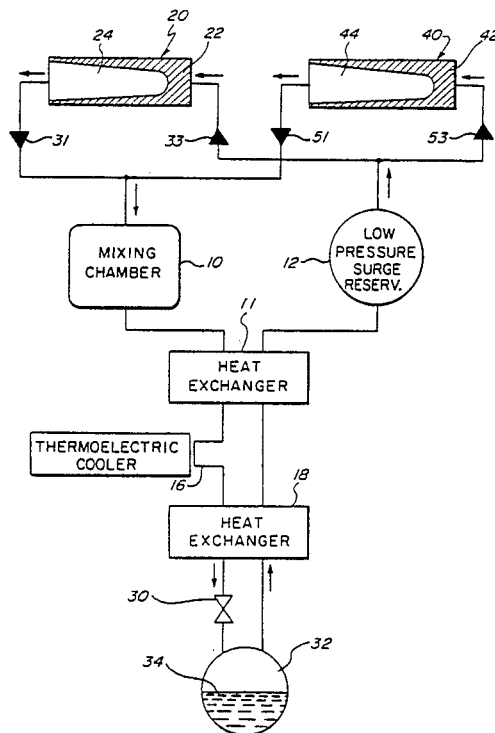 20
40
24
22
44
42
31
33
51
53
MIXING
CHAMBER
10
12
LOW
PRESSURE
SURGE
RESERV.
11
HEAT
EXCHANGER
THERMOELECTRIC
COOLER
16
18
HEAT
EXCHANGER
30
34
32